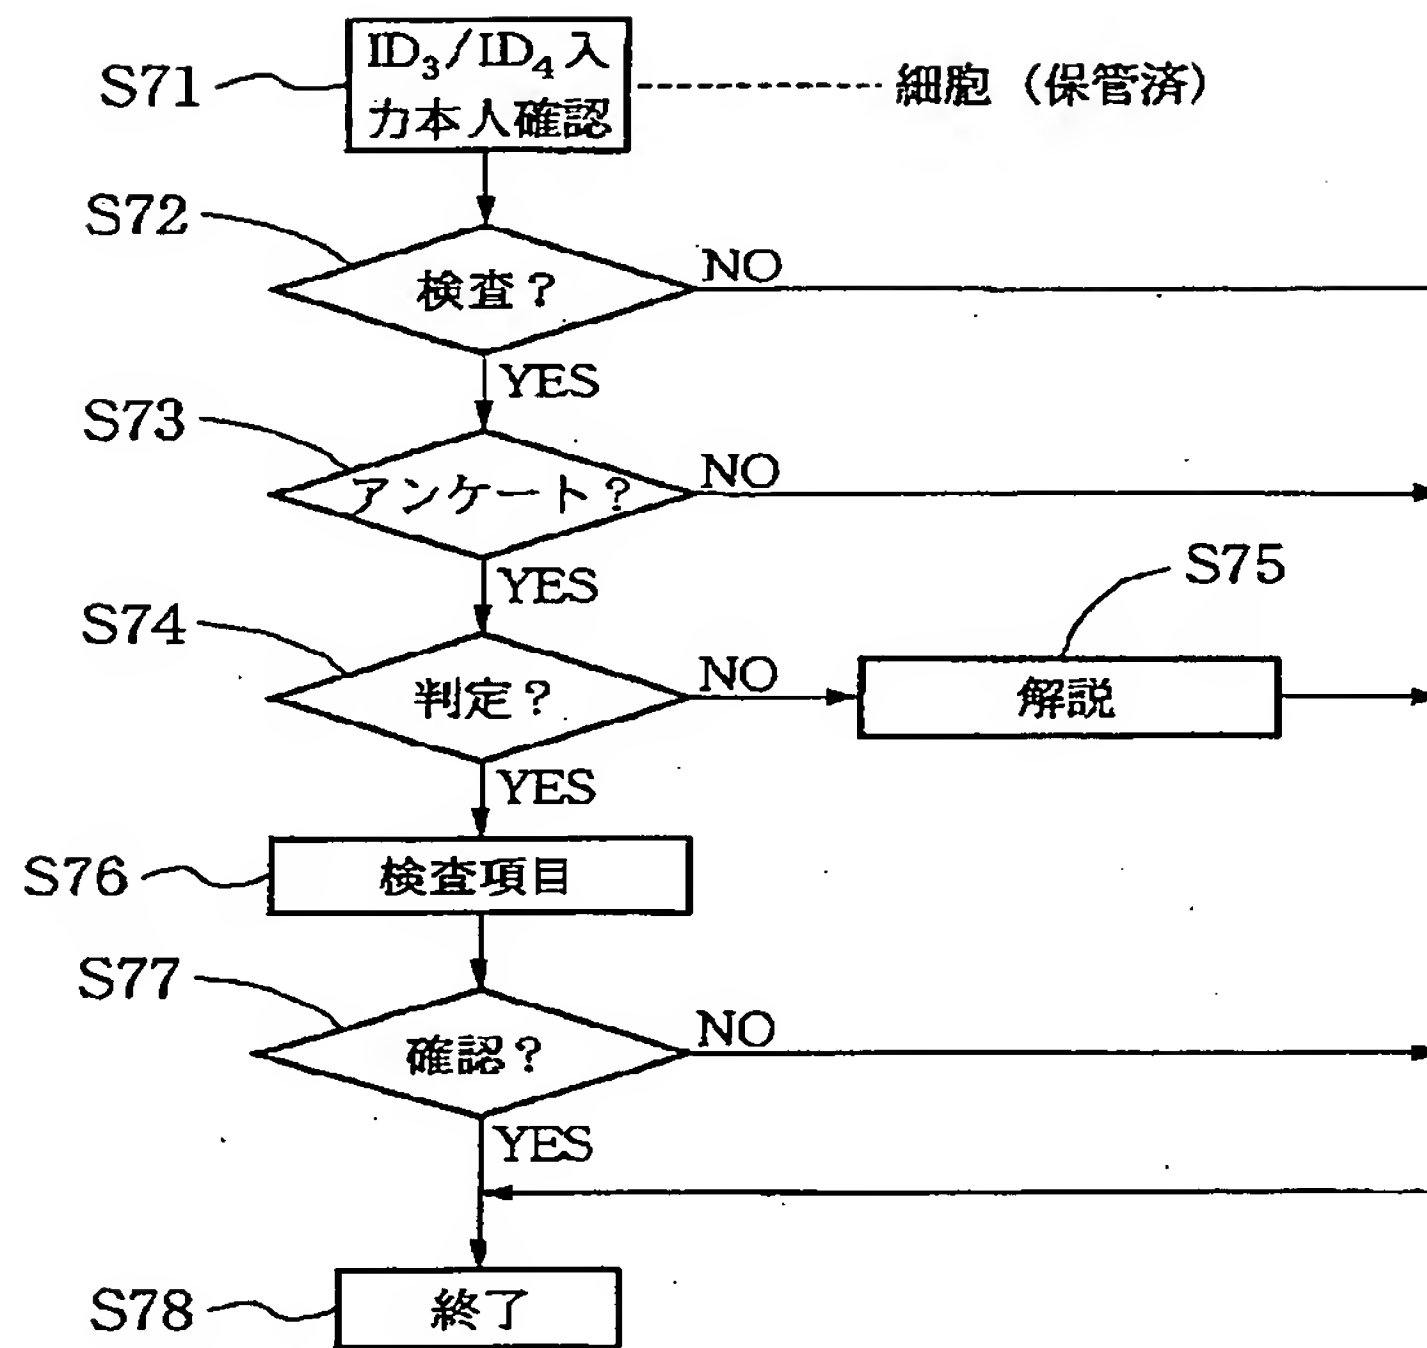 S71
ID₃/ID₄入
力本人確認
細胞（保管済）
S72
検査？
NO
YES
S73
アンケート？
NO
YES
S74
判定？
NO
S75
解説
YES
S76
検査項目
S77
確認？
NO
YES
S78
終了